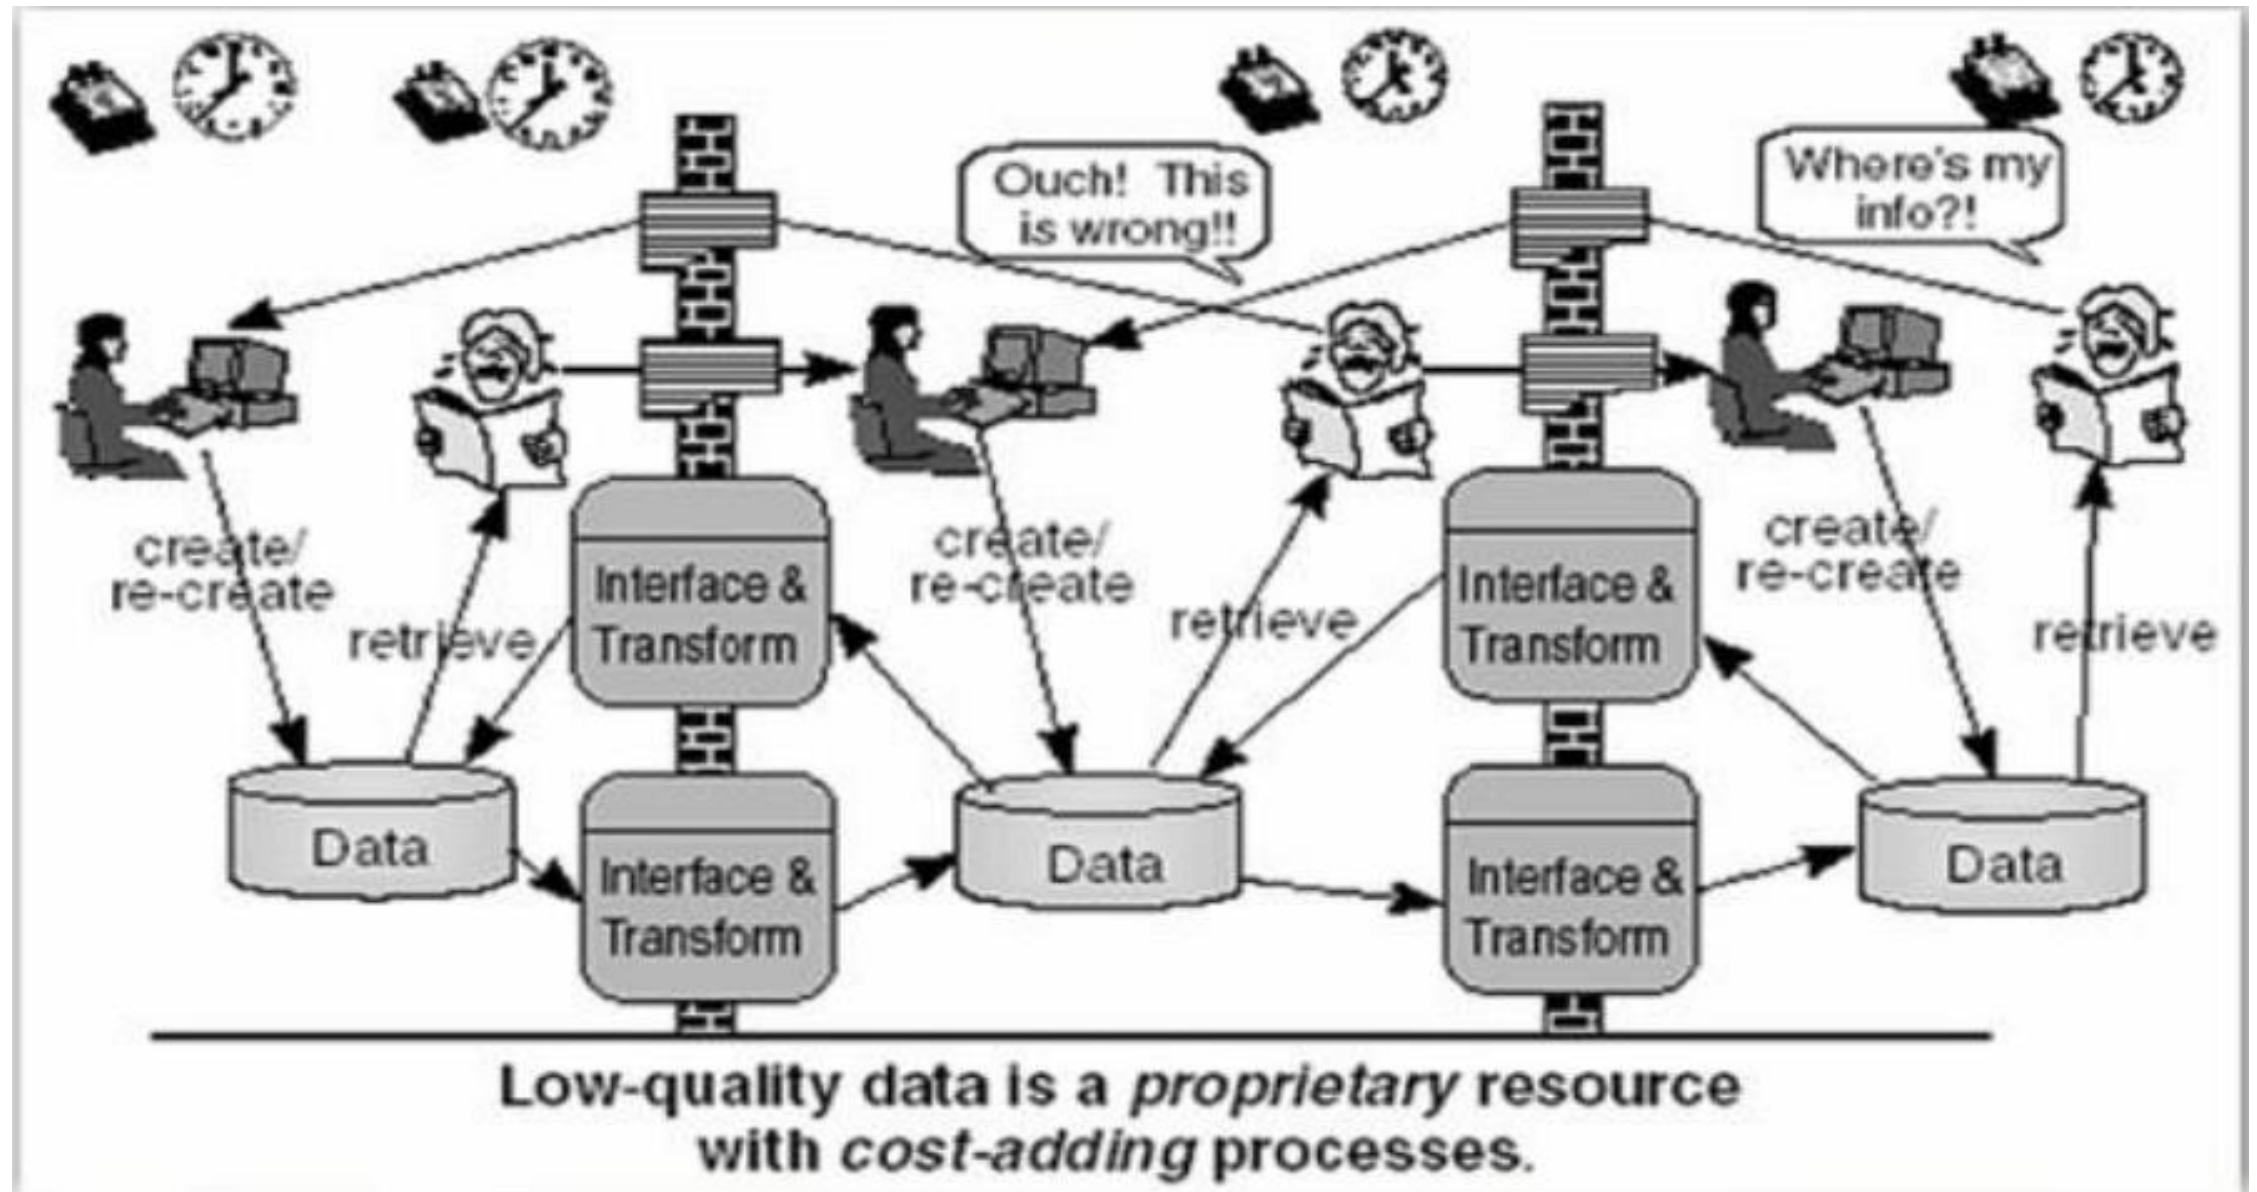 Ouch! This
is wrong!!
Where's my
info?!
create/
re-create
retrieve
Interface &
Transform
create/
re-create
retrieve
Interface &
Transform
create/
re-create
retrieve
Data
Interface &
Transform
Data
Interface &
Transform
Data
Low-quality data is a proprietary resource
with cost-adding processes.